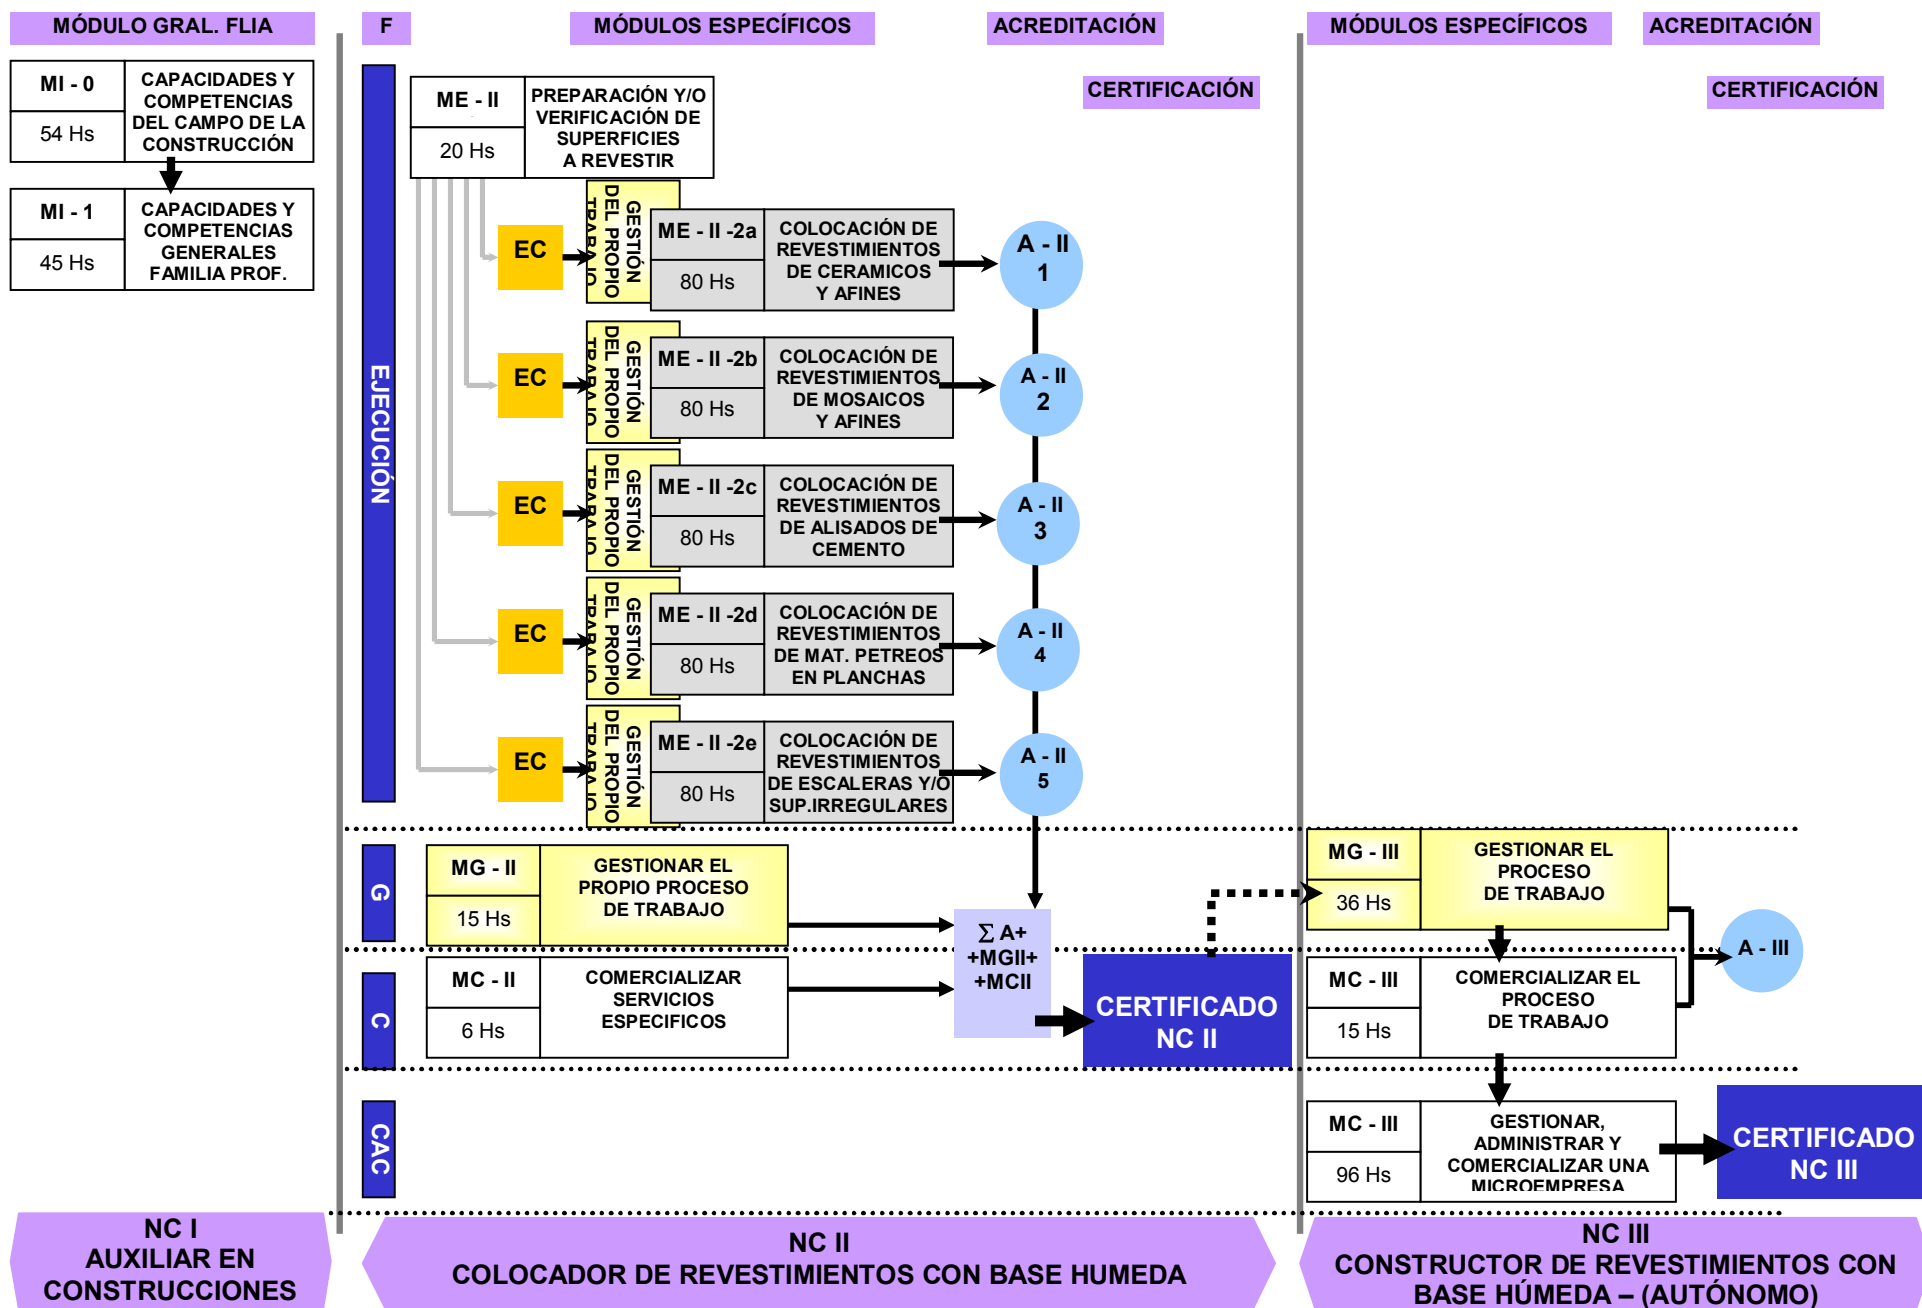 MÓDULO GRAL. FLIA
F
MÓDULOS ESPECÍFICOS
ACREDITACIÓN
MÓDULOS ESPECÍFICOS
ACREDITACIÓN
CERTIFICACIÓN
CERTIFICACIÓN
MI - 0
54 Hs
CAPACIDADES Y
COMPETENCIAS
DEL CAMPO DE LA
CONSTRUCCIÓN
MI - 1
45 Hs
CAPACIDADES Y
COMPETENCIAS
GENERALES
FAMILIA PROF.
EJECUCIÓN
ME - II
20 Hs
PREPARACIÓN Y/O
VERIFICACIÓN DE
SUPERFICIES
A REVESTIR
EC
GESTIÓN
DEL PROPIO
TRABAJO
ME - II -2a
80 Hs
COLOCACIÓN DE
REVESTIMIENTOS
DE CERAMICOS
Y AFINES
A - II
1
EC
GESTIÓN
DEL PROPIO
TRABAJO
ME - II -2b
80 Hs
COLOCACIÓN DE
REVESTIMIENTOS
DE MOSAICOS
Y AFINES
A - II
2
EC
GESTIÓN
DEL PROPIO
TRABAJO
ME - II -2c
80 Hs
COLOCACIÓN DE
REVESTIMIENTOS
DE ALISADOS DE
CEMENTO
A - II
3
EC
GESTIÓN
DEL PROPIO
TRABAJO
ME - II -2d
80 Hs
COLOCACIÓN DE
REVESTIMIENTOS
DE MAT. PETREOS
EN PLANCHAS
A - II
4
EC
GESTIÓN
DEL PROPIO
TRABAJO
ME - II -2e
80 Hs
COLOCACIÓN DE
REVESTIMIENTOS
DE ESCALERAS Y/O
SUP.IRREGULARES
A - II
5
G
MG - II
15 Hs
GESTIONAR EL
PROPIO PROCESO
DE TRABAJO
C
MC - II
6 Hs
COMERCIALIZAR
SERVICIOS
ESPECIFICOS
Σ A+
+MGII+
+MCII
CERTIFICADO
NC II
CAC
MG - III
36 Hs
GESTIONAR EL
PROCESO
DE TRABAJO
MC - III
15 Hs
COMERCIALIZAR EL
PROCESO
DE TRABAJO
A - III
MC - III
96 Hs
GESTIONAR,
ADMINISTRAR Y
COMERCIALIZAR UNA
MICROEMPRESA
CERTIFICADO
NC III
NC I
AUXILIAR EN
CONSTRUCCIONES
NC II
COLOCADOR DE REVESTIMIENTOS CON BASE HUMEDA
NC III
CONSTRUCTOR DE REVESTIMIENTOS CON
BASE HÚMEDA – (AUTÓNOMO)